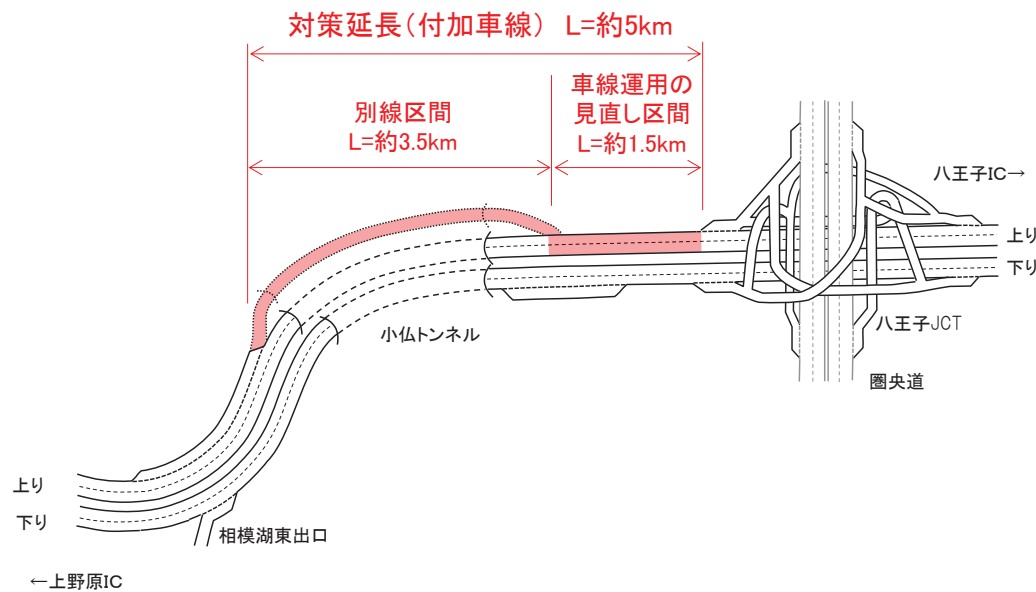 対策延長（付加車線） L=約5km
別線区間
L=約3.5km
車線運用の
見直し区間
L=約1.5km
八王子IC→
上り
下り
小仏トンネル
八王子JCT
圏央道
上り
下り
相模湖東出口
←上野原IC